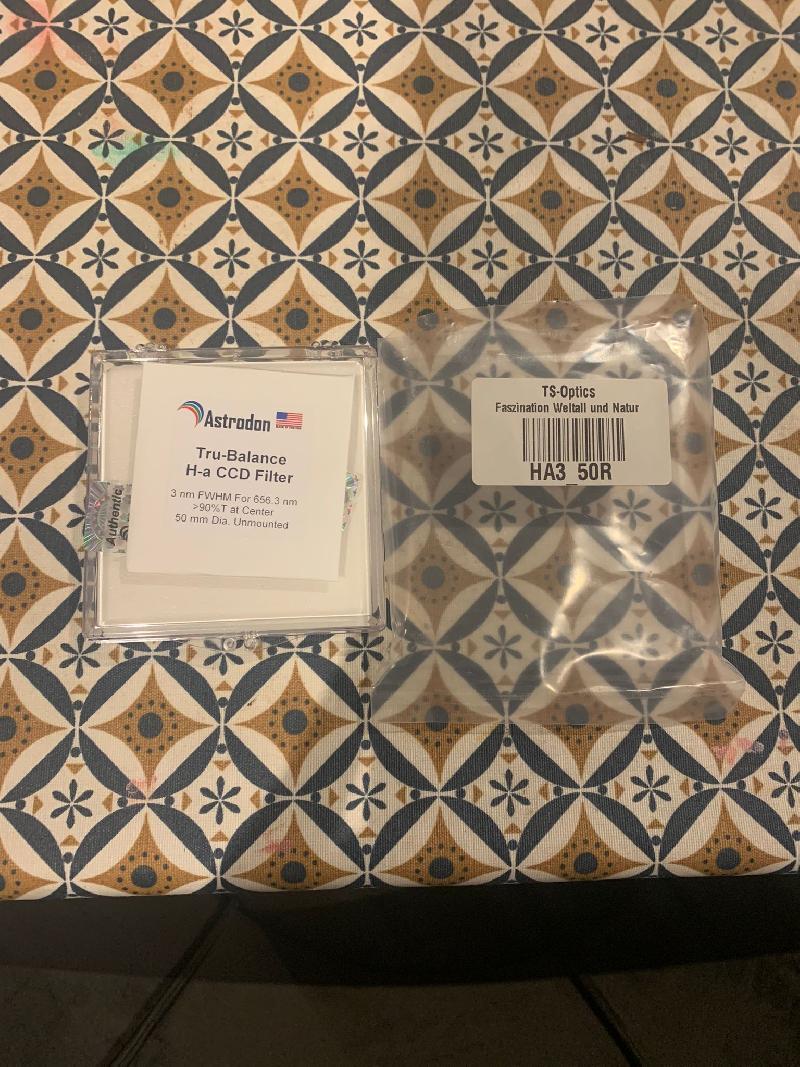 Astrodon
Tru-Balance
H-a CCD Filter
3 nm FWHM For 656.3 nm
>90%T at Center
50 mm Dia. Unmounted
Authentic
TS-Optics
Faszination Weltall und Natur
HA3_50R